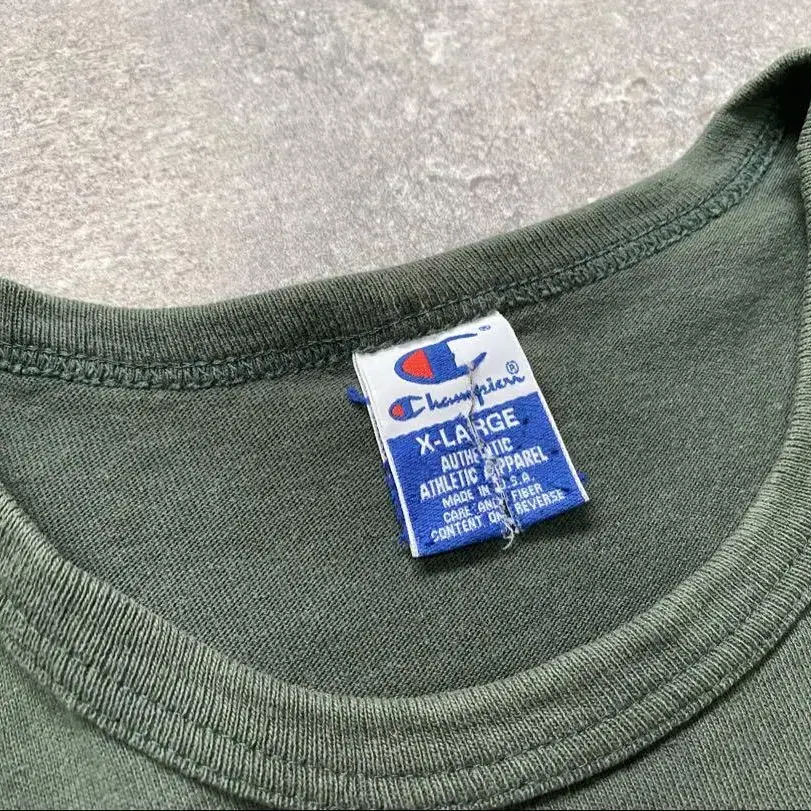 Champion®
X-LARGE
AUTHENTIC
ATHLETIC APPAREL
MADE IN U.S.A.
CARE AND FIBER
CONTENT ON REVERSE